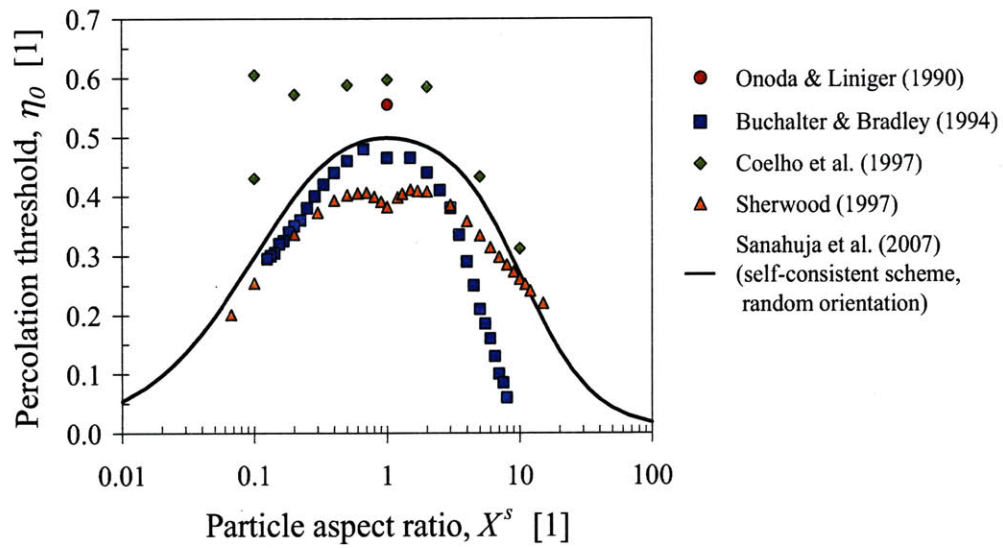 0.7
0.6
0.5
0.4
0.3
0.2
0.1
0.0
Percolation threshold, η₀ [1]
0.01 0.1 1 10 100
Particle aspect ratio, Xˢ [1]
Onoda & Liniger (1990)
Buchalter & Bradley (1994)
Coelho et al. (1997)
Sherwood (1997)
Sanahuja et al. (2007)
(self-consistent scheme,
random orientation)